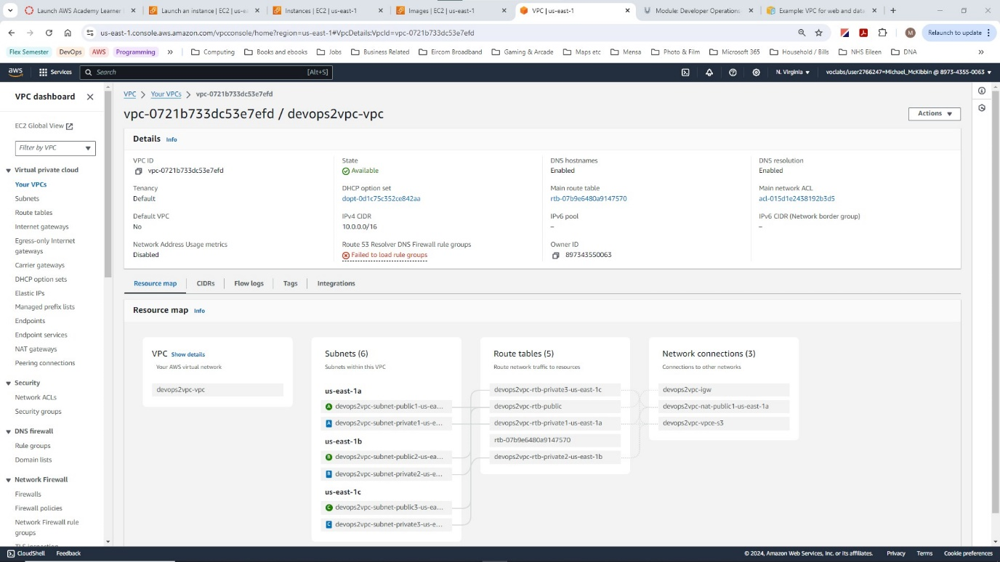 Launch AWS Academy Learner
Launch an instance | EC2 | us-ea
Instances | EC2 | us-east-1
Images | EC2 | us-east-1
VPC | us-east-1
Module: Developer Operations
Example: VPC for web and data
us-east-1.console.aws.amazon.com/vpcconsole/home?region=us-east-1#VpcDetails:VpcId=vpc-0721b733dc53e7efd
M
Relaunch to update
Flex Semester DevOps AWS Programming » Computing Books and ebooks Jobs Business Related Eircom Broadband Gaming & Arcade Maps etc Mensa Photo & Film Microsoft 365 Household / Bills NHS Eileen DNA »
aws Services Search [Alt+S] N. Virginia voclabs/user2766247=Michael_McKibbin @ 8973-4355-0063
VPC dashboard
EC2 Global View
Filter by VPC
Virtual private cloud
Your VPCs
Subnets
Route tables
Internet gateways
Egress-only Internet
gateways
Carrier gateways
DHCP option sets
Elastic IPs
Managed prefix lists
Endpoints
Endpoint services
NAT gateways
Peering connections
Security
Network ACLs
Security groups
DNS firewall
Rule groups
Domain lists
Network Firewall
Firewalls
Firewall policies
Network Firewall rule
groups
VPC > Your VPCs > vpc-0721b733dc53e7efd
vpc-0721b733dc53e7efd / devops2vpc-vpc
Actions
Details Info
VPC ID
vpc-0721b733dc53e7efd
State
Available
DNS hostnames
Enabled
DNS resolution
Enabled
Tenancy
Default
DHCP option set
dopt-0d1c75c352ce842aa
Main route table
rtb-07b9e6480a9147570
Main network ACL
acl-015d1e2438192b3d5
Default VPC
No
IPv4 CIDR
10.0.0.0/16
IPv6 pool
–
IPv6 CIDR (Network border group)
–
Network Address Usage metrics
Disabled
Route 53 Resolver DNS Firewall rule groups
Failed to load rule groups
Owner ID
897343550063
Resource map CIDRs Flow logs Tags Integrations
Resource map Info
VPC Show details
Your AWS virtual network
devops2vpc-vpc
Subnets (6)
Subnets within this VPC
us-east-1a
A devops2vpc-subnet-public1-us-ea...
A devops2vpc-subnet-private1-us-e...
us-east-1b
B devops2vpc-subnet-public2-us-ea...
B devops2vpc-subnet-private2-us-e...
us-east-1c
C devops2vpc-subnet-public3-us-ea...
C devops2vpc-subnet-private3-us-e...
Route tables (5)
Route network traffic to resources
devops2vpc-rtb-private3-us-east-1c
devops2vpc-rtb-public
devops2vpc-rtb-private1-us-east-1a
rtb-07b9e6480a9147570
devops2vpc-rtb-private2-us-east-1b
Network connections (3)
Connections to other networks
devops2vpc-igw
devops2vpc-nat-public1-us-east-1a
devops2vpc-vpce-s3
CloudShell Feedback © 2024, Amazon Web Services, Inc. or its affiliates. Privacy Terms Cookie preferences